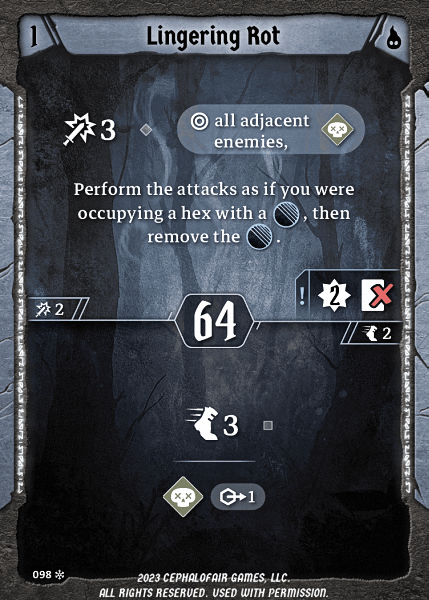 1
Lingering Rot
3
all adjacent
enemies,
Perform the attacks as if you were
occupying a hex with a , then
remove the .
! 2
2
64
2
3
1
098
2023 CEPHALOFAIR GAMES, LLC.
ALL RIGHTS RESERVED. USED WITH PERMISSION.